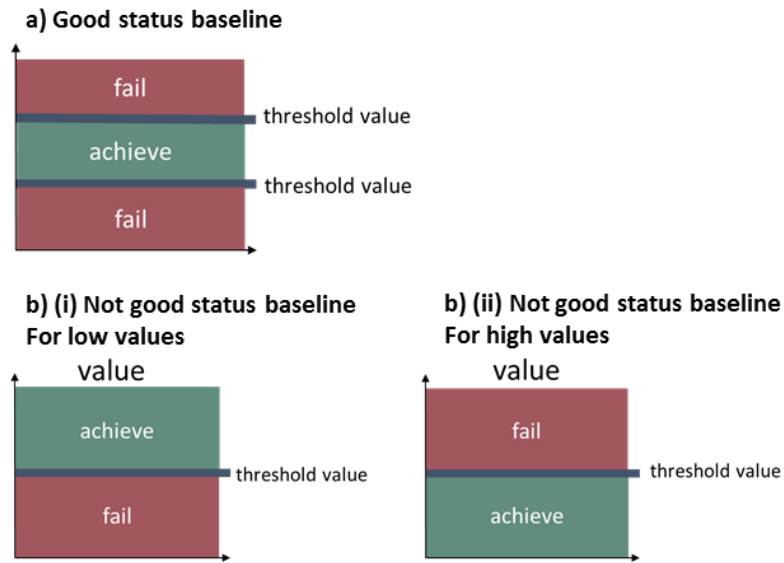 a) Good status baseline
fail
threshold value
achieve
threshold value
fail
b) (i) Not good status baseline
For low values
value
achieve
threshold value
fail
b) (ii) Not good status baseline
For high values
value
fail
threshold value
achieve